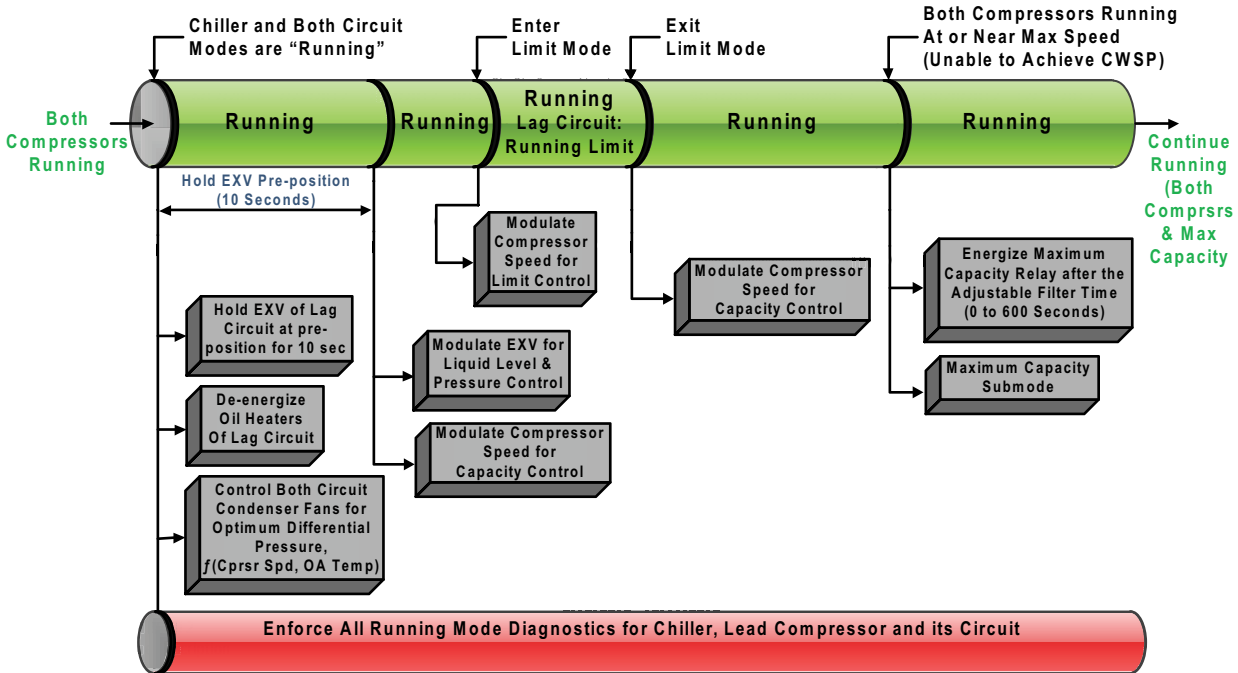 Chiller and Both Circuit
Modes are “Running”
Enter
Limit Mode
Exit
Limit Mode
Both Compressors Running
At or Near Max Speed
(Unable to Achieve CWSP)
Both
Compressors
Running
Running
Running
Running
Lag Circuit:
Running Limit
Running
Running
Continue
Running
(Both
Comprsrs
& Max
Capacity
Hold EXV Pre-position
(10 Seconds)
Modulate
Compressor
Speed for
Limit Control
Modulate Compressor
Speed for
Capacity Control
Energize Maximum
Capacity Relay after the
Adjustable Filter Time
(0 to 600 Seconds)
Hold EXV of Lag
Circuit at pre-
position for 10 sec
Modulate EXV for
Liquid Level &
Pressure Control
Maximum Capacity
Submode
De-energize
Oil Heaters
Of Lag Circuit
Modulate Compressor
Speed for
Capacity Control
Control Both Circuit
Condenser Fans for
Optimum Differential
Pressure,
ƒ(Cprsr Spd, OA Temp)
Enforce All Running Mode Diagnostics for Chiller, Lead Compressor and its Circuit